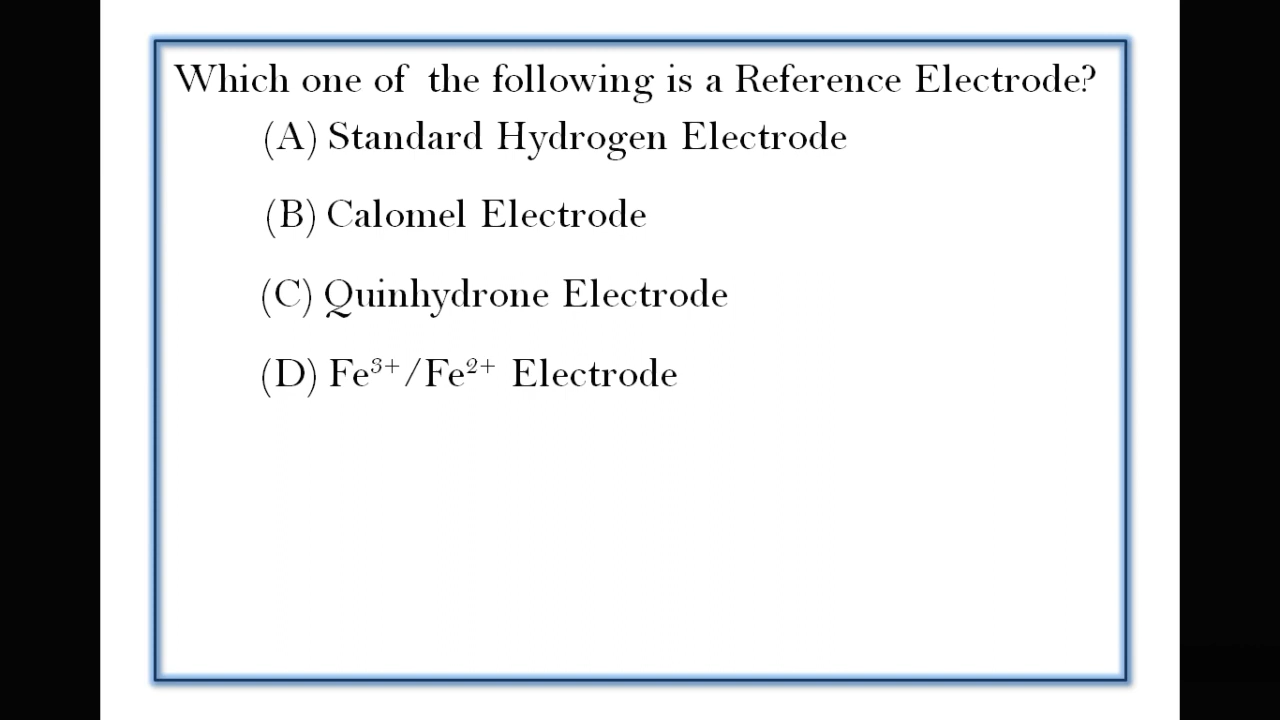 Which one of the following is a Reference Electrode?
(A) Standard Hydrogen Electrode
(B) Calomel Electrode
(C) Quinhydrone Electrode
(D) Fe³⁺/Fe²⁺ Electrode